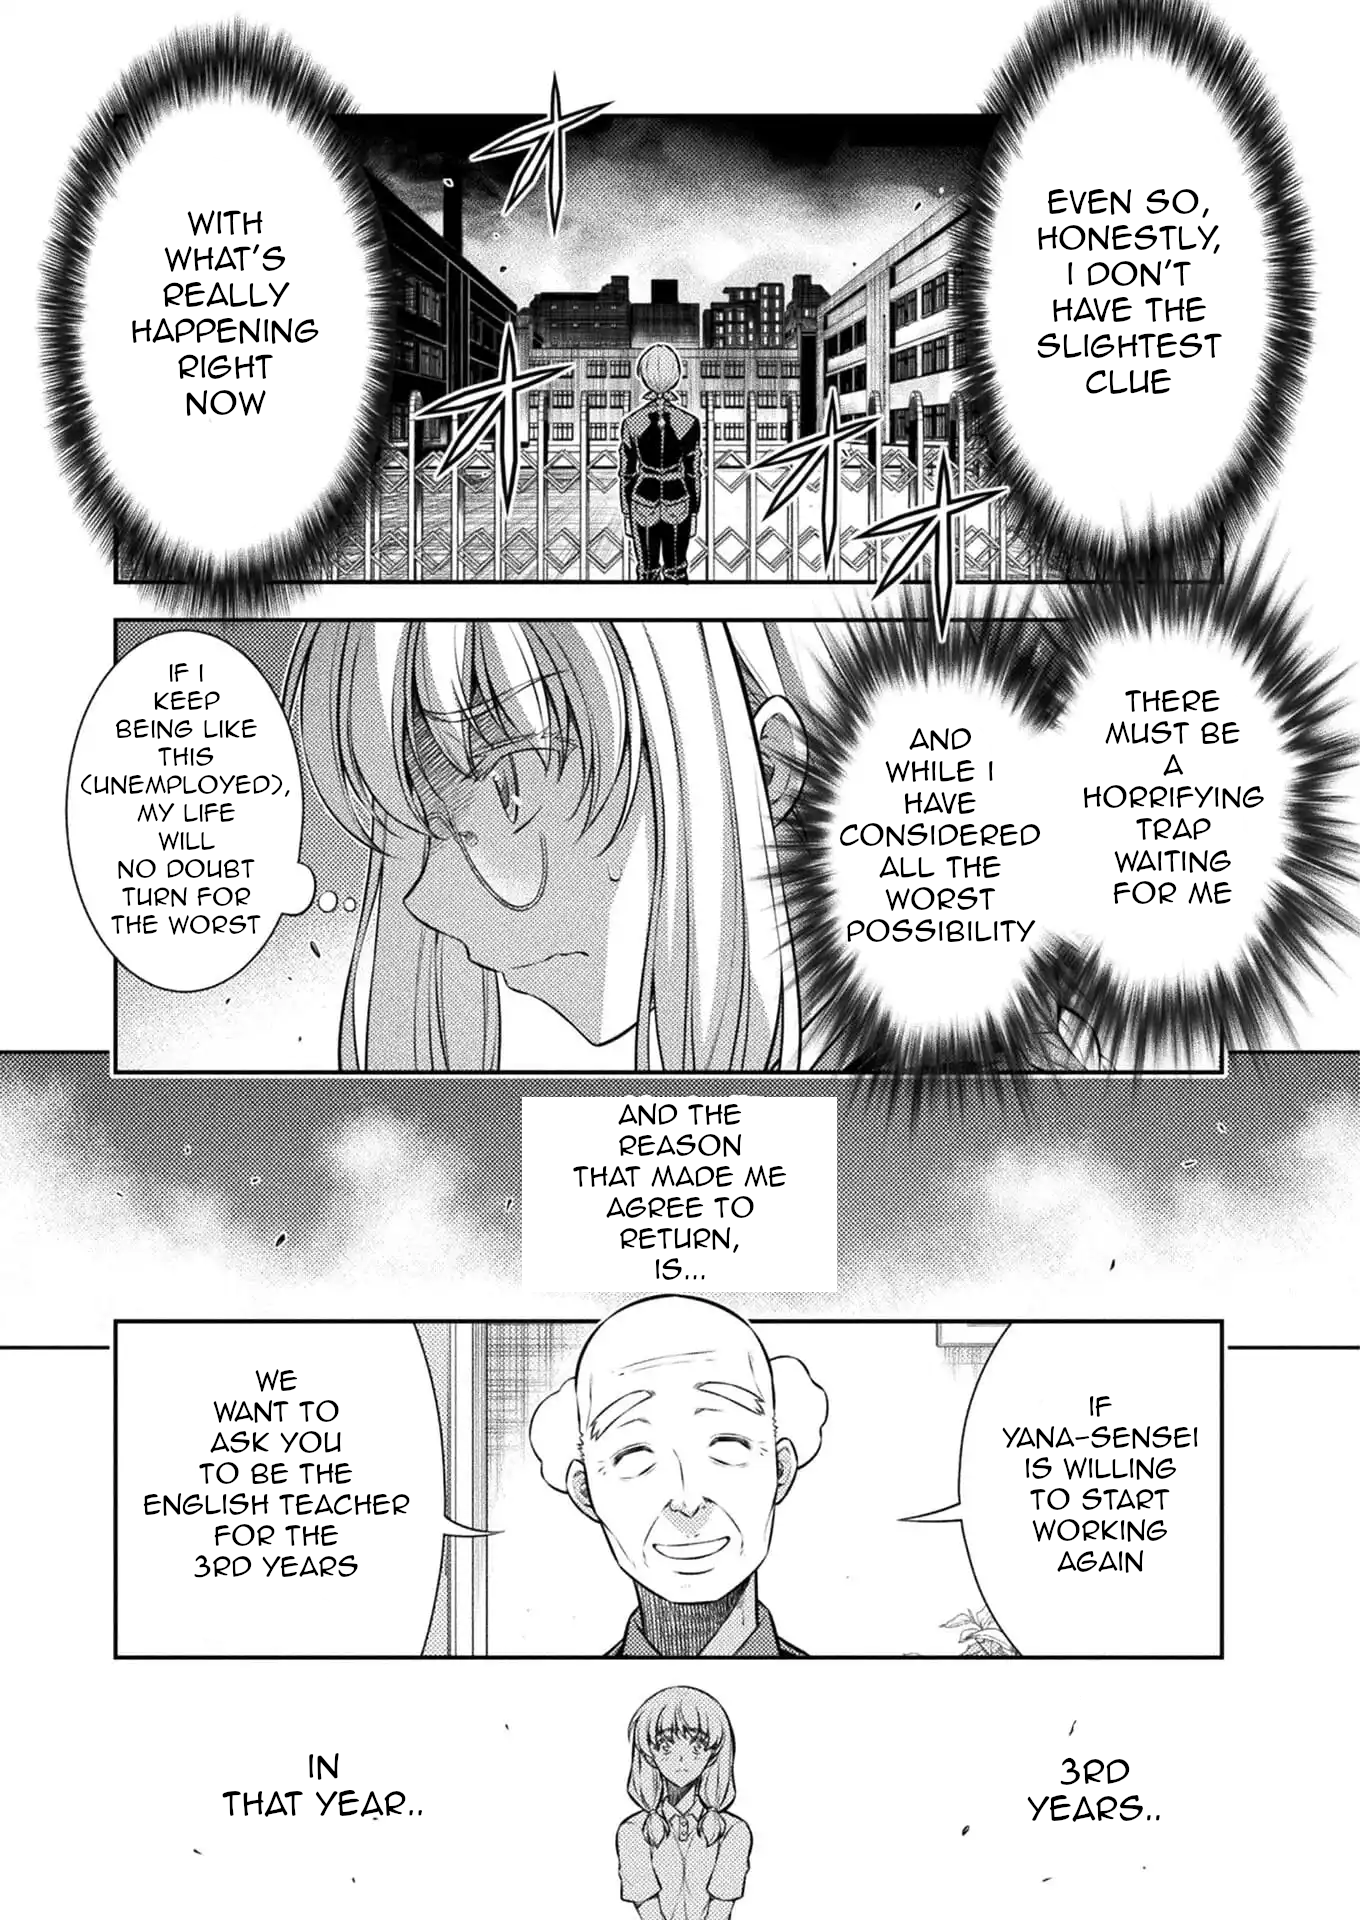 EVEN SO,
HONESTLY,
I DON'T
HAVE THE
SLIGHTEST
CLUE
WITH
WHAT'S
REALLY
HAPPENING
RIGHT
NOW
THERE
MUST BE
A
HORRIFYING
TRAP
WAITING
FOR ME
AND
WHILE I
HAVE
CONSIDERED
ALL THE
WORST
POSSIBILITY
IF I
KEEP
BEING LIKE
THIS
(UNEMPLOYED),
MY LIFE
WILL
NO DOUBT
TURN FOR
THE WORST
AND THE
REASON
THAT MADE ME
AGREE TO
RETURN,
IS...
IF
YANA-SENSEI
IS WILLING
TO START
WORKING
AGAIN
WE
WANT TO
ASK YOU
TO BE THE
ENGLISH TEACHER
FOR THE
3RD YEARS
3RD
YEARS..
IN
THAT YEAR..